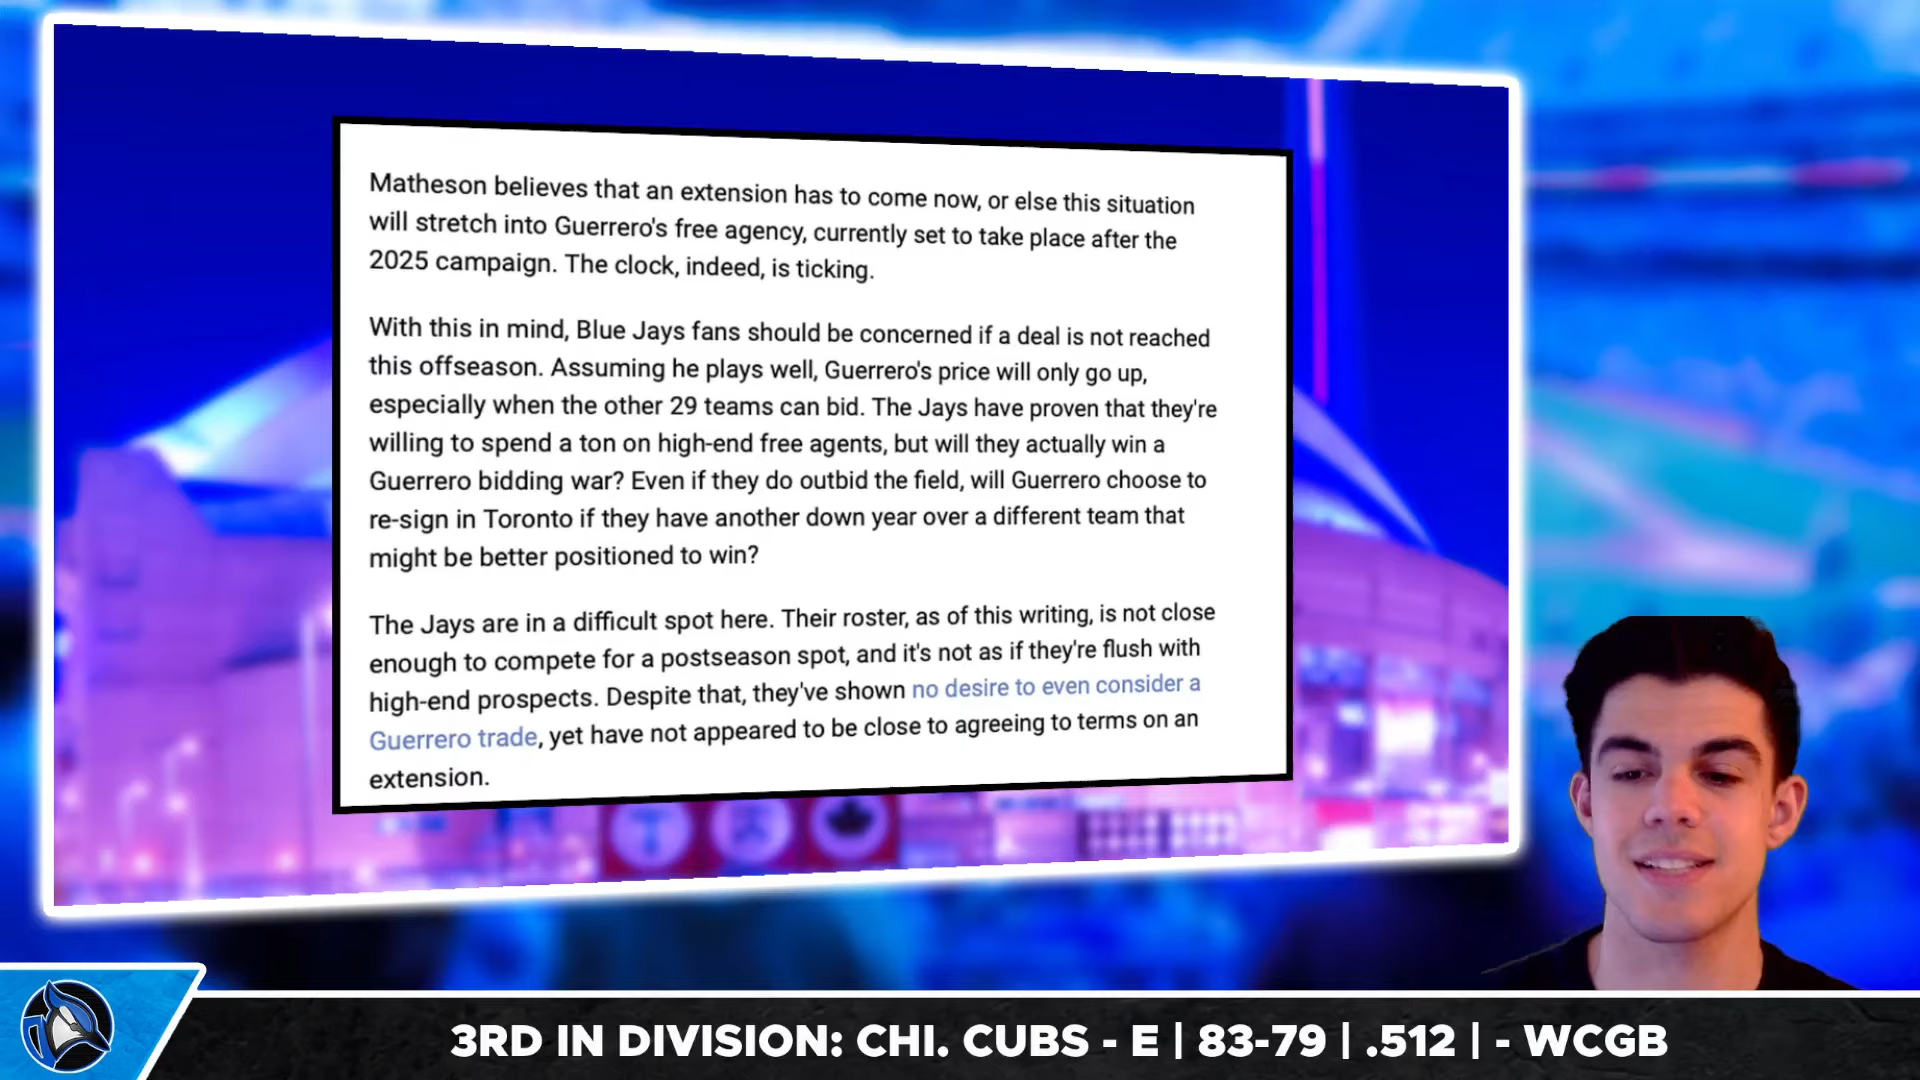 Matheson believes that an extension has to come now, or else this situation
will stretch into Guerrero's free agency, currently set to take place after the
2025 campaign. The clock, indeed, is ticking.
With this in mind, Blue Jays fans should be concerned if a deal is not reached
this offseason. Assuming he plays well, Guerrero's price will only go up,
especially when the other 29 teams can bid. The Jays have proven that they're
willing to spend a ton on high-end free agents, but will they actually win a
Guerrero bidding war? Even if they do outbid the field, will Guerrero choose to
re-sign in Toronto if they have another down year over a different team that
might be better positioned to win?
The Jays are in a difficult spot here. Their roster, as of this writing, is not close
enough to compete for a postseason spot, and it's not as if they're flush with
high-end prospects. Despite that, they've shown no desire to even consider a
Guerrero trade, yet have not appeared to be close to agreeing to terms on an
extension.
3RD IN DIVISION: CHI. CUBS - E | 83-79 | .512 | - WCGB